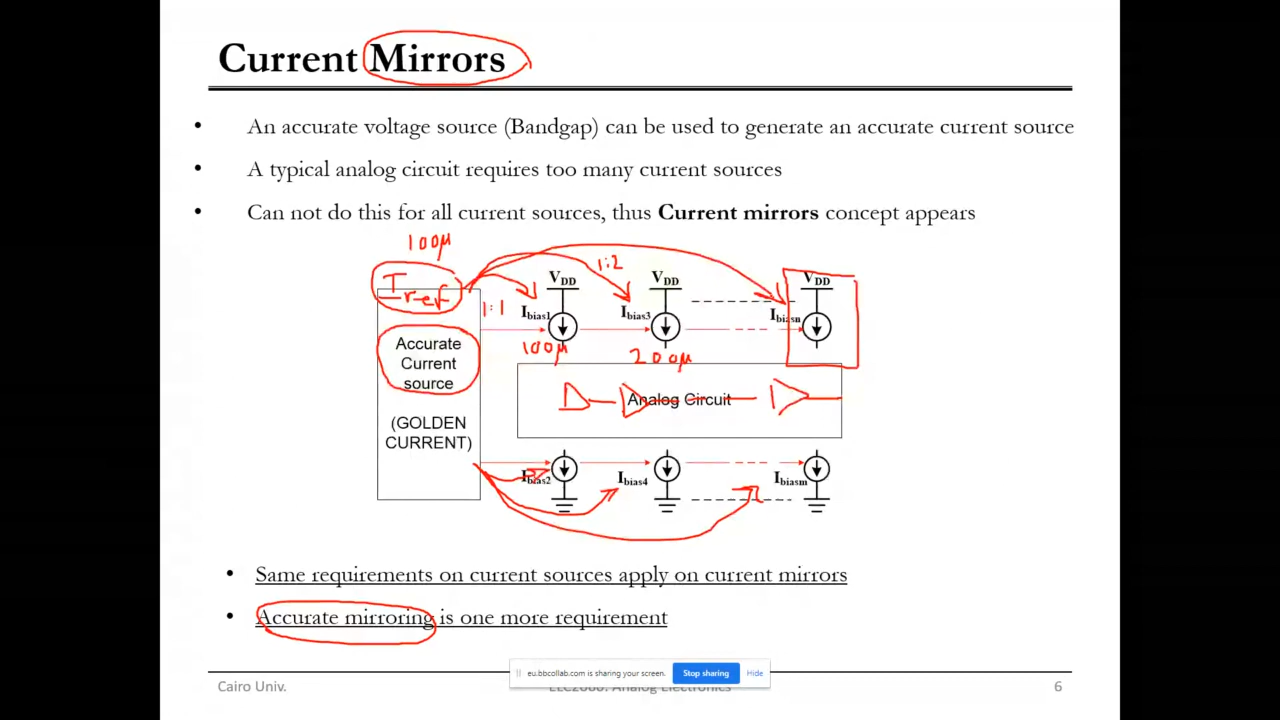 Current Mirrors
• An accurate voltage source (Bandgap) can be used to generate an accurate current source
• A typical analog circuit requires too many current sources
• Can not do this for all current sources, thus Current mirrors concept appears
100μ
Iref
1:1
1:2
VDD VDD VDD
Ibias1 Ibias3 Ibiasn
100μ 200μ
Accurate
Current
source
(GOLDEN
CURRENT)
Analog Circuit
Ibias2 Ibias4 Ibiasm
• Same requirements on current sources apply on current mirrors
• Accurate mirroring is one more requirement
eu.bbcollab.com is sharing your screen. Stop sharing Hide
Cairo Univ. Analog Electronics 6